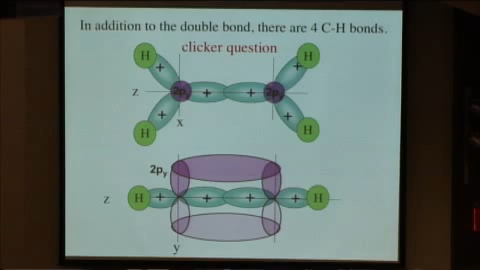 In addition to the double bond, there are 4 C-H bonds.
clicker question
H H
+ +
z 2p + + 2p
+ x +
H H
2py
z H + + + + H
y